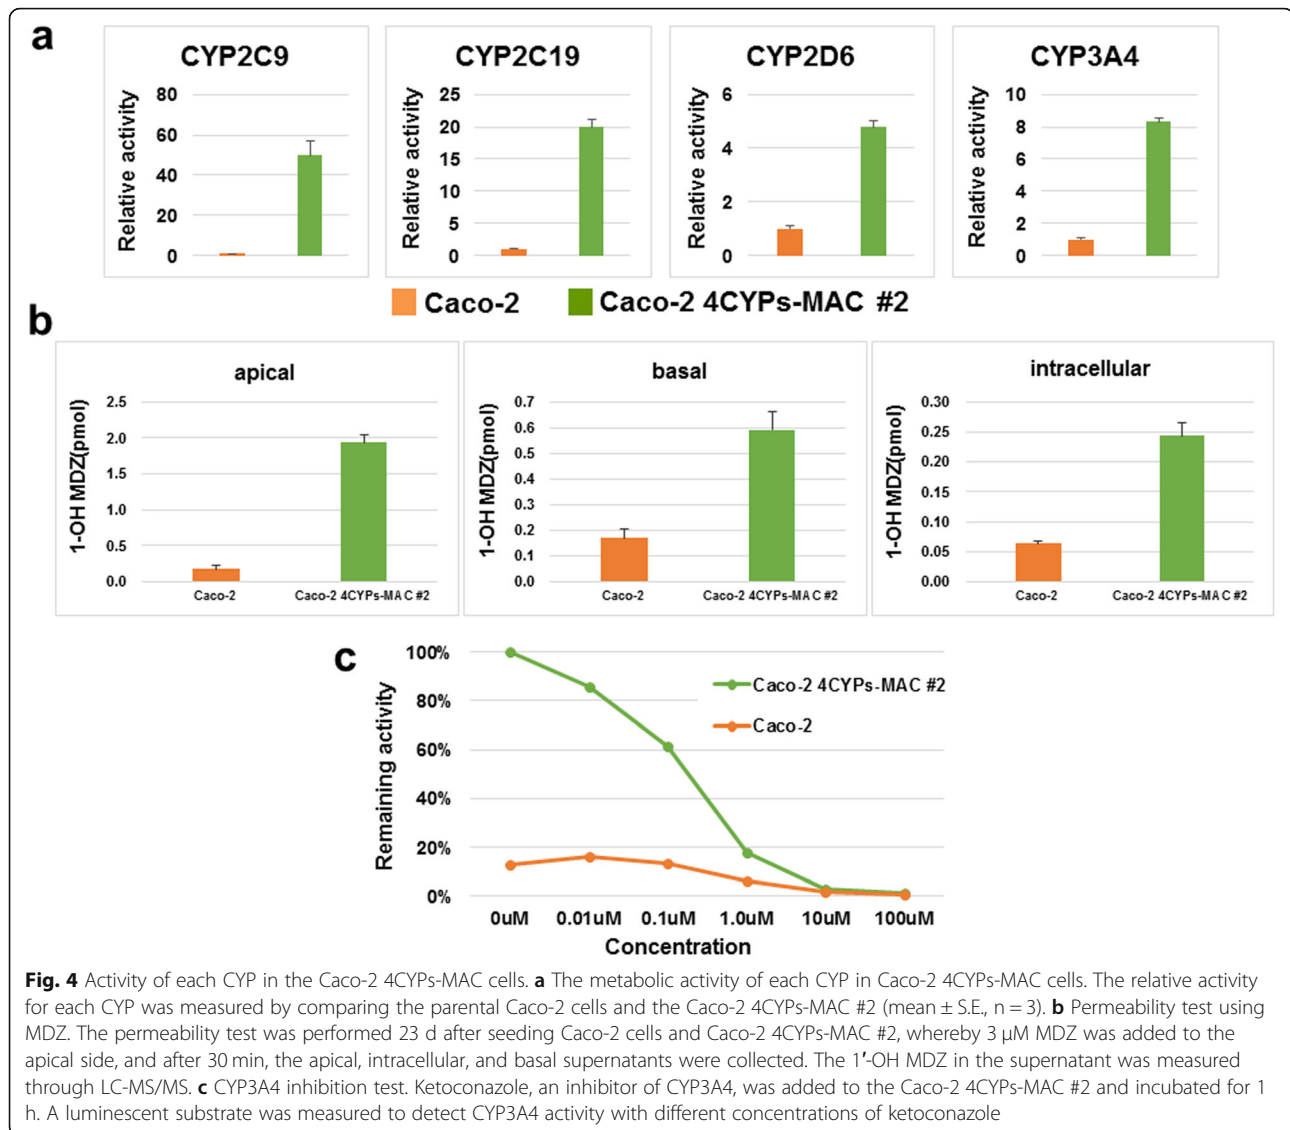 a
CYP2C9
Relative activity
80
60
40
20
0
CYP2C19
Relative activity
25
20
15
10
5
0
CYP2D6
Relative activity
6
4
2
0
CYP3A4
Relative activity
10
8
6
4
2
0
Caco-2 Caco-2 4CYPs-MAC #2
b
apical
1-OH MDZ(pmol)
2.5
2.0
1.5
1.0
0.5
0.0
Caco-2 Caco-2 4CYPs-MAC #2
basal
1-OH MDZ(pmol)
0.7
0.6
0.5
0.4
0.3
0.2
0.1
0.0
Caco-2 Caco-2 4CYPs-MAC #2
intracellular
1-OH MDZ(pmol)
0.30
0.25
0.20
0.15
0.10
0.05
0.00
Caco-2 Caco-2 4CYPs-MAC #2
c
Remaining activity
100%
80%
60%
40%
20%
0%
Caco-2 4CYPs-MAC #2
Caco-2
0uM 0.01uM 0.1uM 1.0uM 10uM 100uM
Concentration
Fig. 4 Activity of each CYP in the Caco-2 4CYPs-MAC cells. a The metabolic activity of each CYP in Caco-2 4CYPs-MAC cells. The relative activity
for each CYP was measured by comparing the parental Caco-2 cells and the Caco-2 4CYPs-MAC #2 (mean ± S.E., n = 3). b Permeability test using
MDZ. The permeability test was performed 23 d after seeding Caco-2 cells and Caco-2 4CYPs-MAC #2, whereby 3 μM MDZ was added to the
apical side, and after 30 min, the apical, intracellular, and basal supernatants were collected. The 1′-OH MDZ in the supernatant was measured
through LC-MS/MS. c CYP3A4 inhibition test. Ketoconazole, an inhibitor of CYP3A4, was added to the Caco-2 4CYPs-MAC #2 and incubated for 1
h. A luminescent substrate was measured to detect CYP3A4 activity with different concentrations of ketoconazole